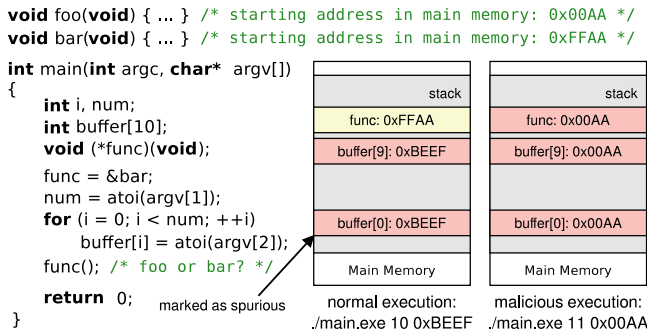 void foo(void) { ... } /* starting address in main memory: 0x00AA */
void bar(void) { ... } /* starting address in main memory: 0xFFAA */
int main(int argc, char* argv[])
{
int i, num;
int buffer[10];
void (*func)(void);
func = &bar;
num = atoi(argv[1]);
for (i = 0; i < num; ++i)
buffer[i] = atoi(argv[2]);
func(); /* foo or bar? */
return 0;
}
marked as spurious
stack
func: 0xFFAA
buffer[9]: 0xBEEF
buffer[0]: 0xBEEF
Main Memory
normal execution:
./main.exe 10 0xBEEF
stack
func: 0x00AA
buffer[9]: 0x00AA
buffer[0]: 0x00AA
Main Memory
malicious execution:
./main.exe 11 0x00AA